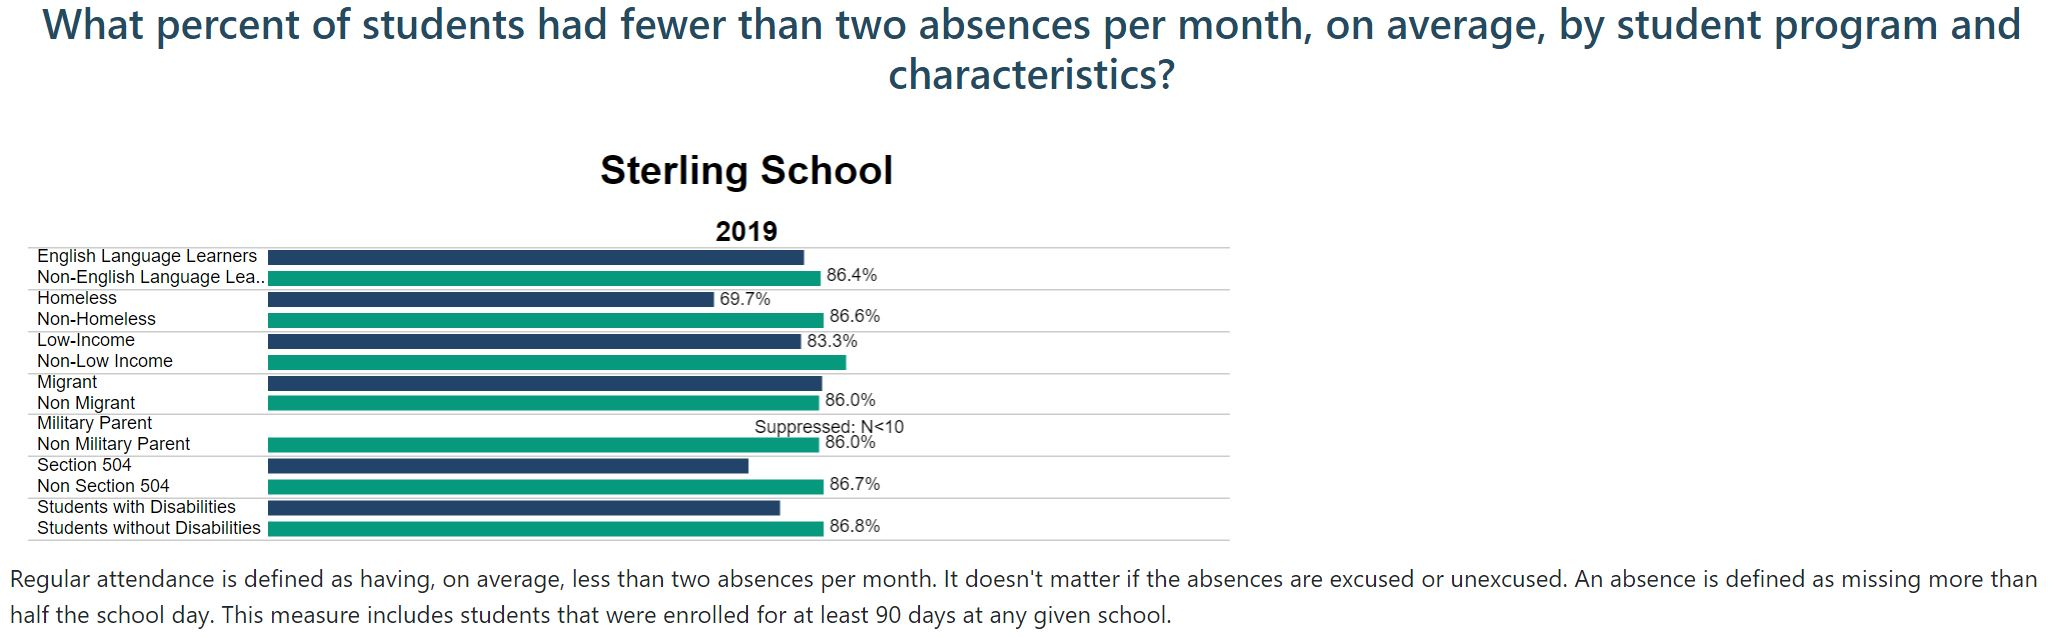 What percent of students had fewer than two absences per month, on average, by student program and
characteristics?
Sterling School
2019
English Language Learners
Non-English Language Lea.. 86.4%
Homeless 69.7%
Non-Homeless 86.6%
Low-Income 83.3%
Non-Low Income
Migrant
Non Migrant 86.0%
Military Parent Suppressed: N<10
Non Military Parent 86.0%
Section 504
Non Section 504 86.7%
Students with Disabilities
Students without Disabilities 86.8%
Regular attendance is defined as having, on average, less than two absences per month. It doesn't matter if the absences are excused or unexcused. An absence is defined as missing more than
half the school day. This measure includes students that were enrolled for at least 90 days at any given school.